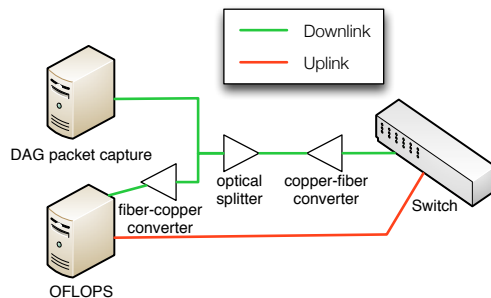 Downlink
Uplink
DAG packet capture
optical
splitter
copper-fiber
converter
fiber-copper
converter
Switch
OFLOPS